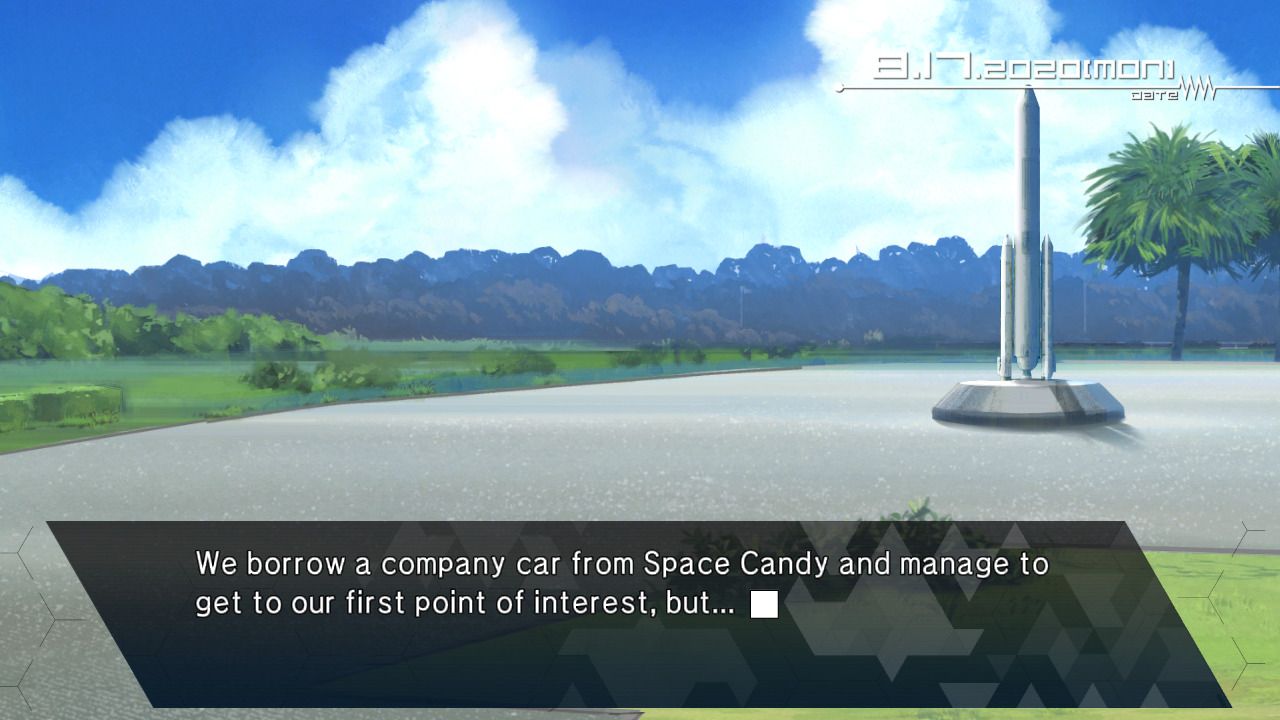 8.17.2020(MON)
DATE
We borrow a company car from Space Candy and manage to
get to our first point of interest, but...